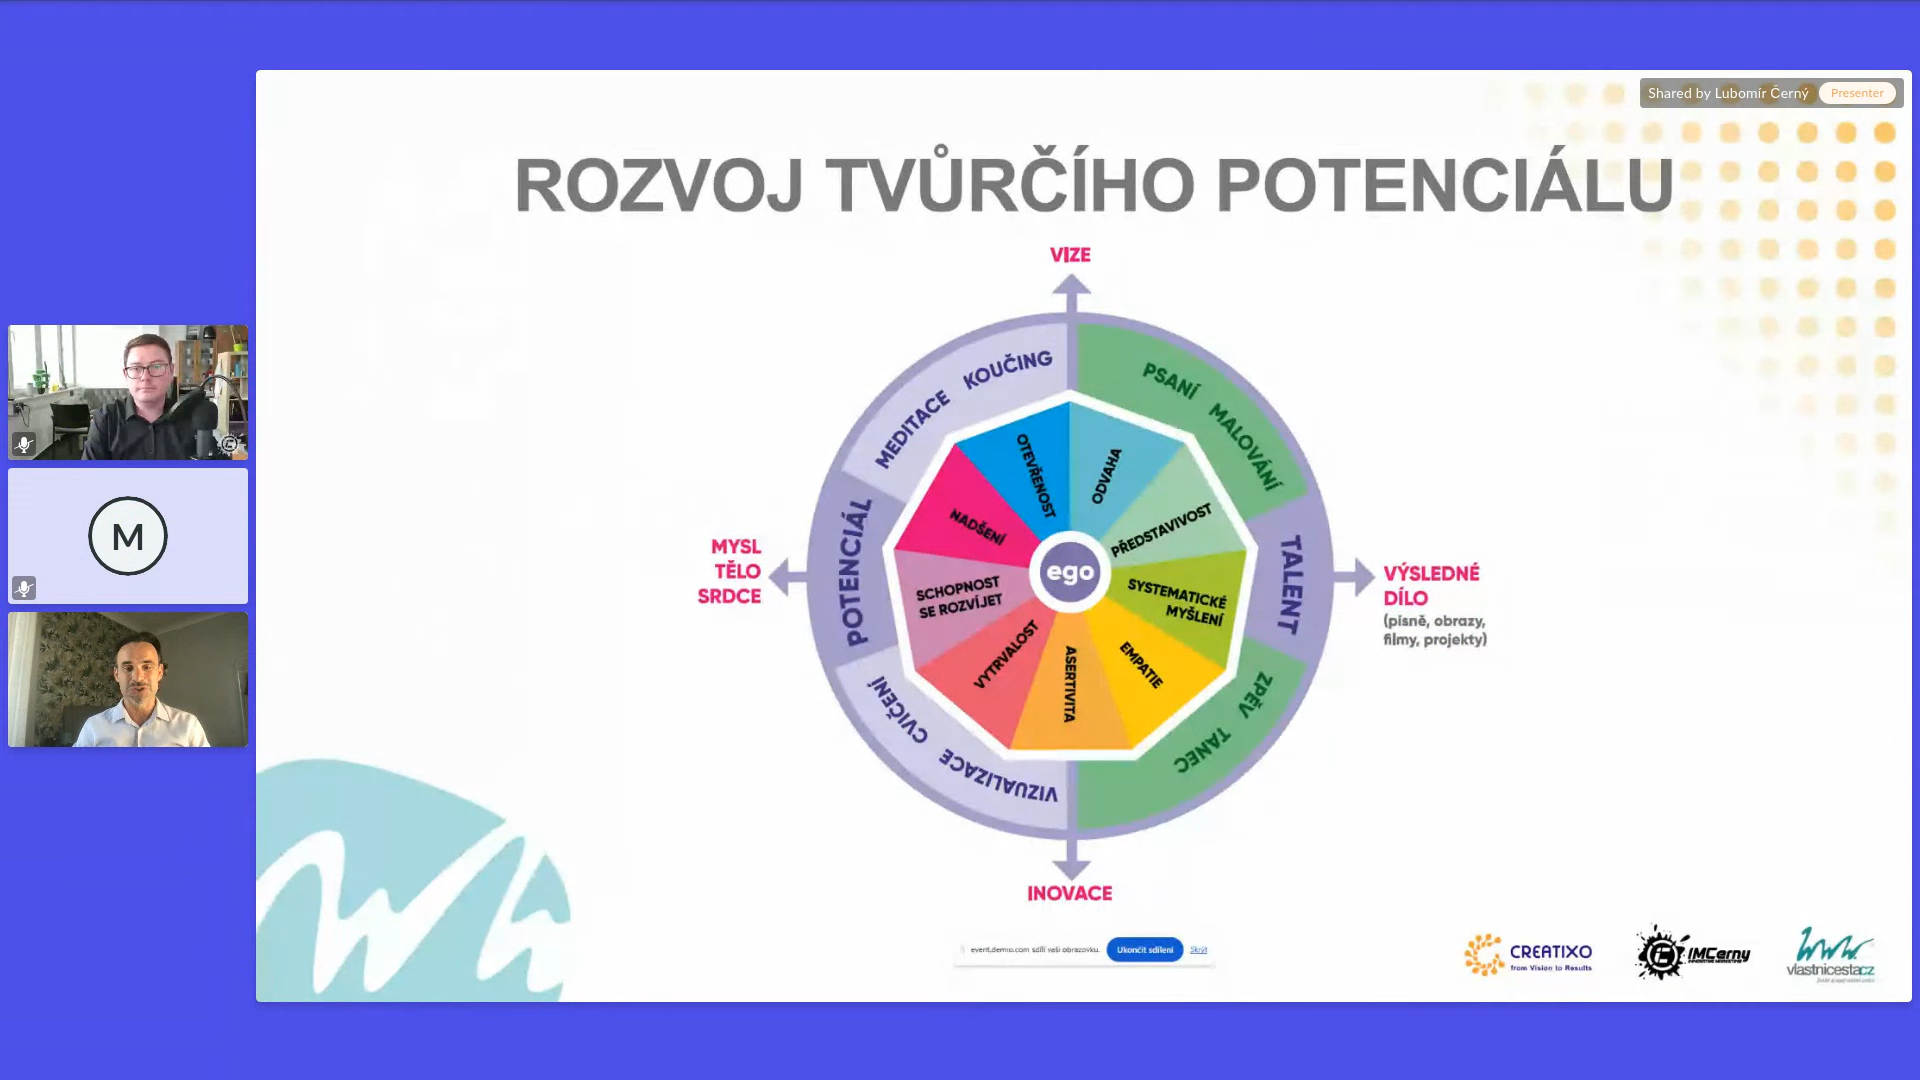 Shared by Lubomír Černý
Presenter
ROZVOJ TVŮRČÍHO POTENCIÁLU
VIZE
MEDITACE KOUČING
PSANÍ MALOVÁNÍ
OTEVŘENOST
ODVAHA
NADŠENÍ
PŘEDSTAVIVOST
POTENCIÁL
TALENT
MYSL
TĚLO
SRDCE
ego
SCHOPNOST
SE ROZVÍJET
SYSTEMATICKÉ
MYŠLENÍ
VÝSLEDNÉ
DÍLO
(písně, obrazy,
filmy, projekty)
VYTRVALOST
ASERTIVITA
EMPATIE
CVIČENÍ VIZUALIZACE
ZPĚV TANEC
INOVACE
M
event.demio.com sdílí vaši obrazovku.
Ukončit sdílení
Skrýt
CREATIXO
from Vision to Results
IMCerny
vlastnicesta.cz